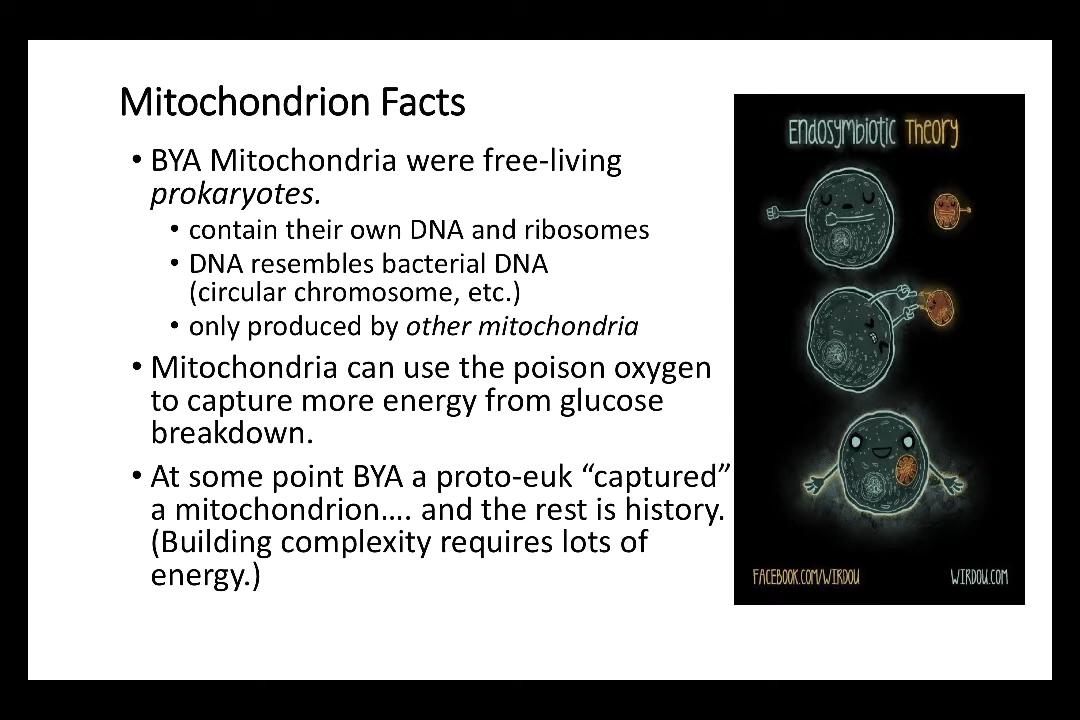 Mitochondrion Facts
• BYA Mitochondria were free-living
prokaryotes.
• contain their own DNA and ribosomes
• DNA resembles bacterial DNA
(circular chromosome, etc.)
• only produced by other mitochondria
• Mitochondria can use the poison oxygen
to capture more energy from glucose
breakdown.
• At some point BYA a proto-euk “captured”
a mitochondrion…. and the rest is history.
(Building complexity requires lots of
energy.)
Endosymbiotic Theory
FACEBOOK.COM/WIRDOU
WIRDOU.COM